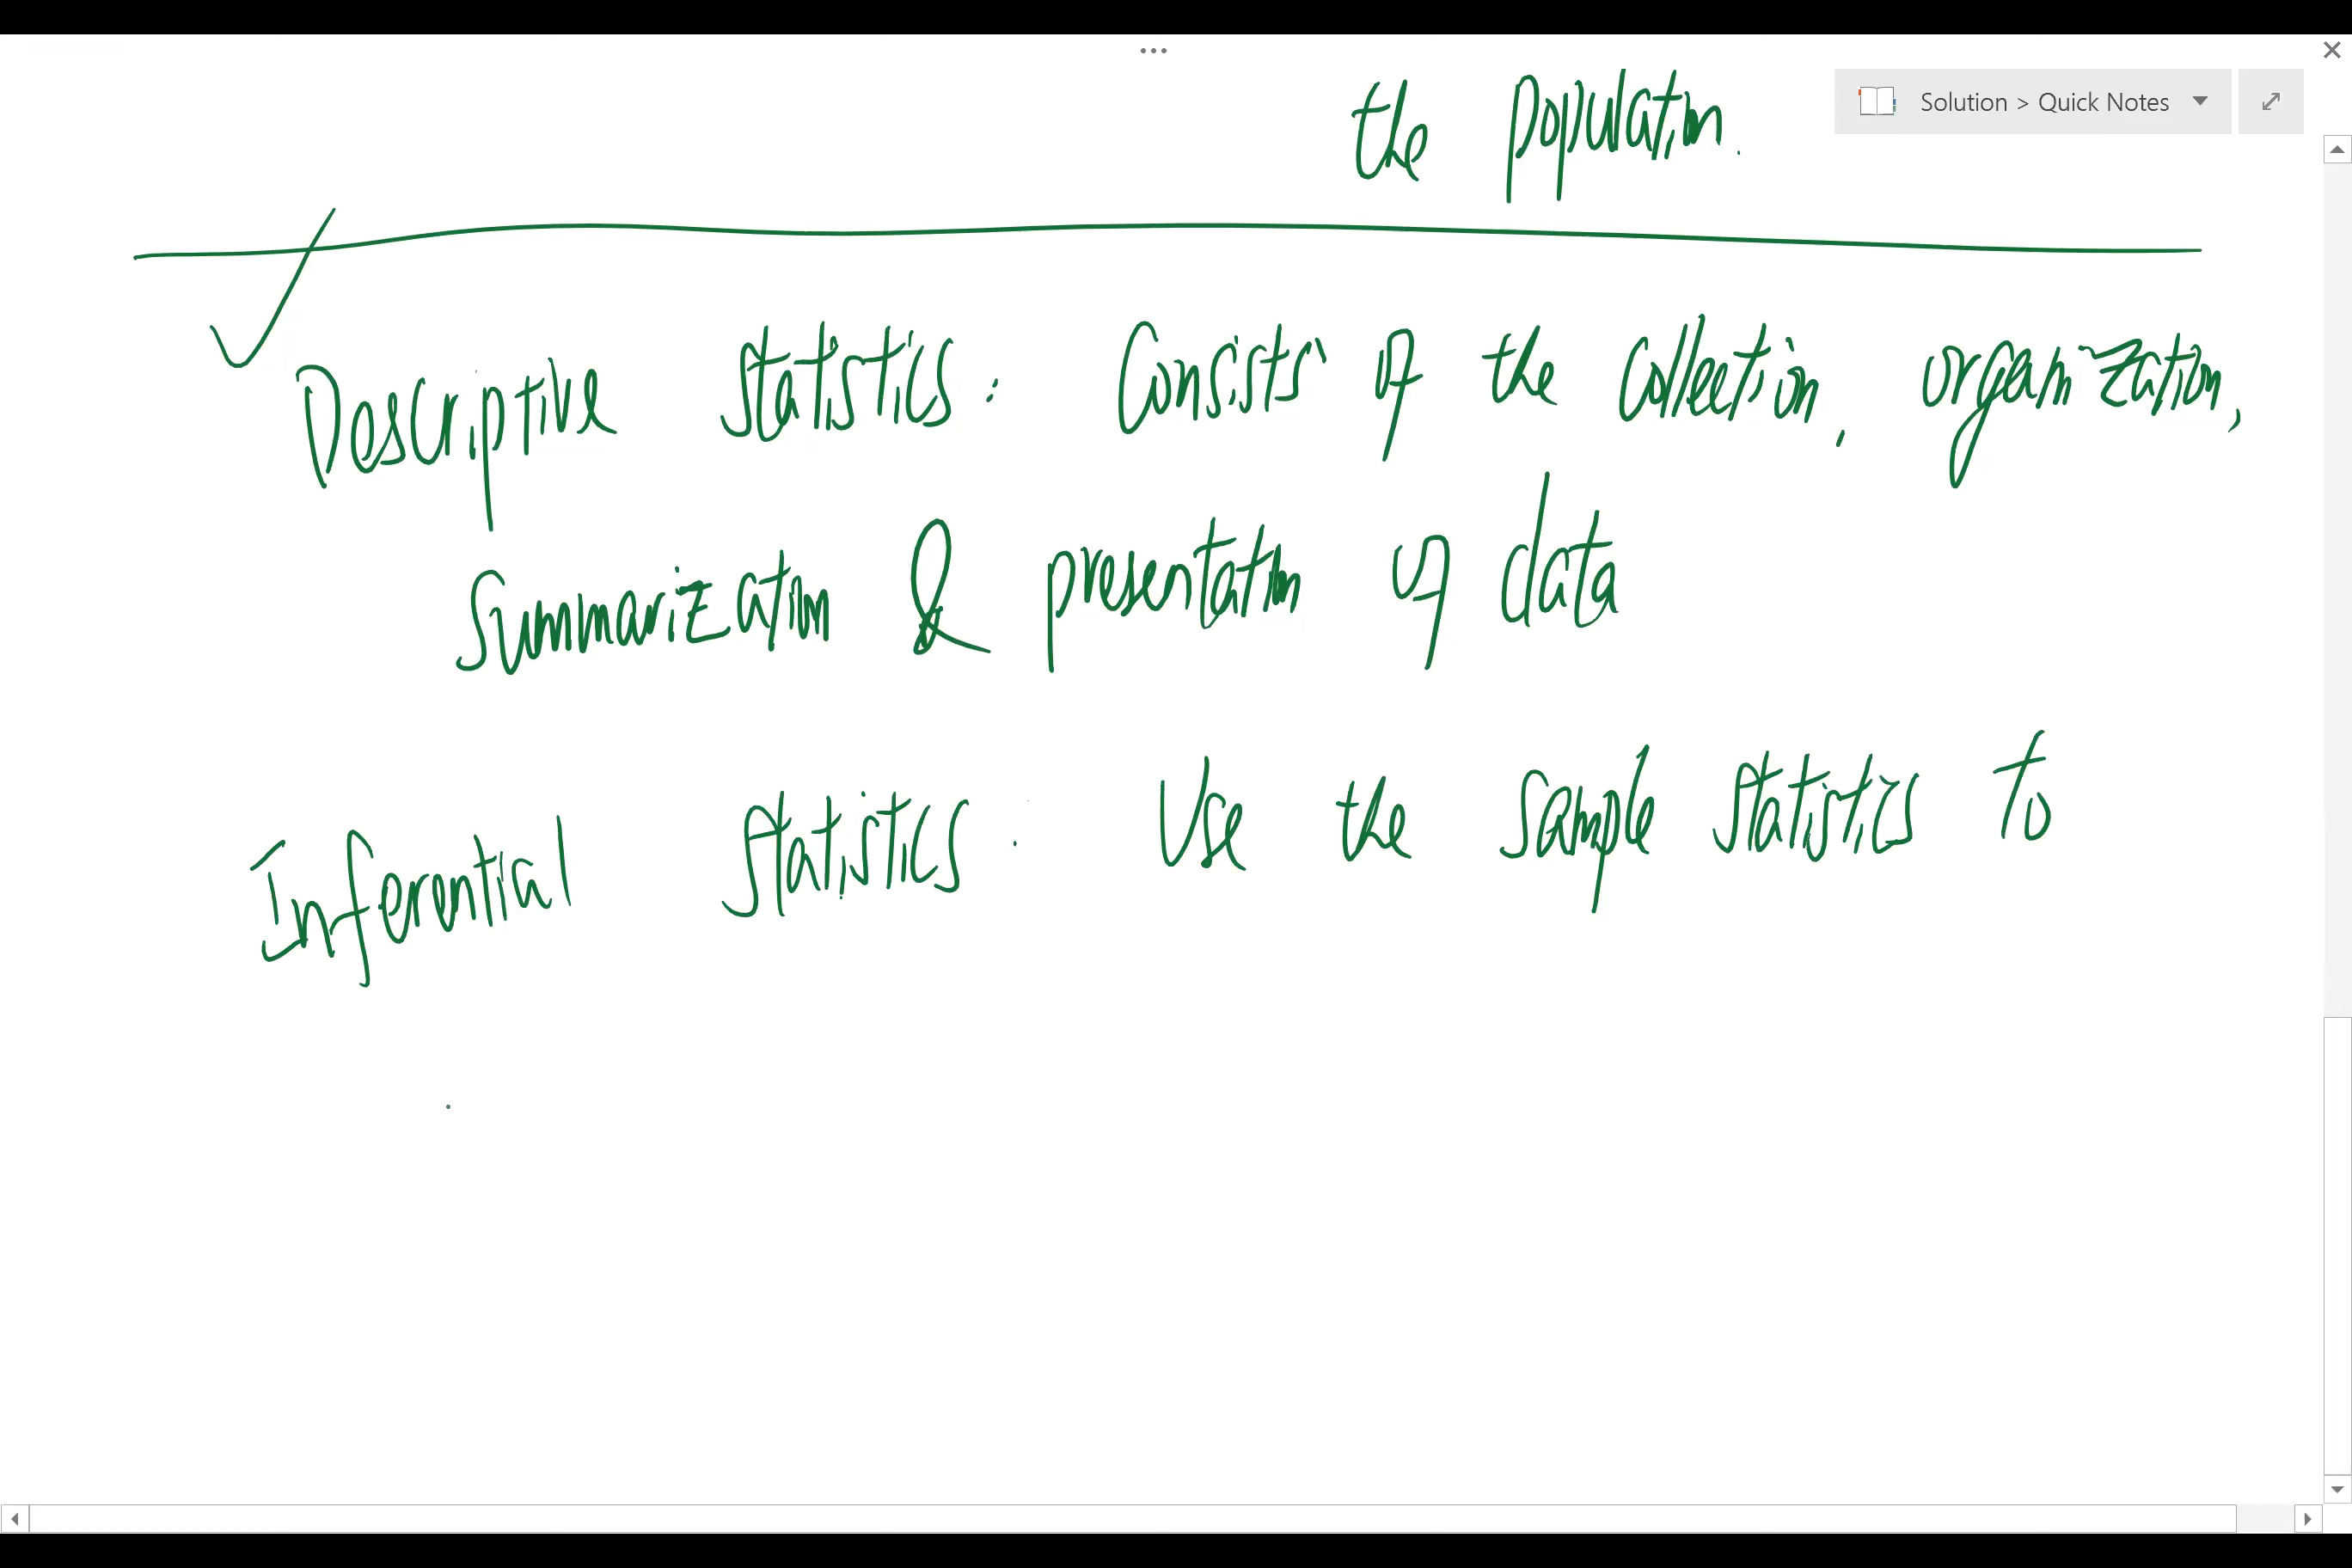 the population.
Solution > Quick Notes
Descriptive Statistics: Consists of the collection, organization,
Summarization & presentation of data
Inferential Statistics: Use the sample statistics to